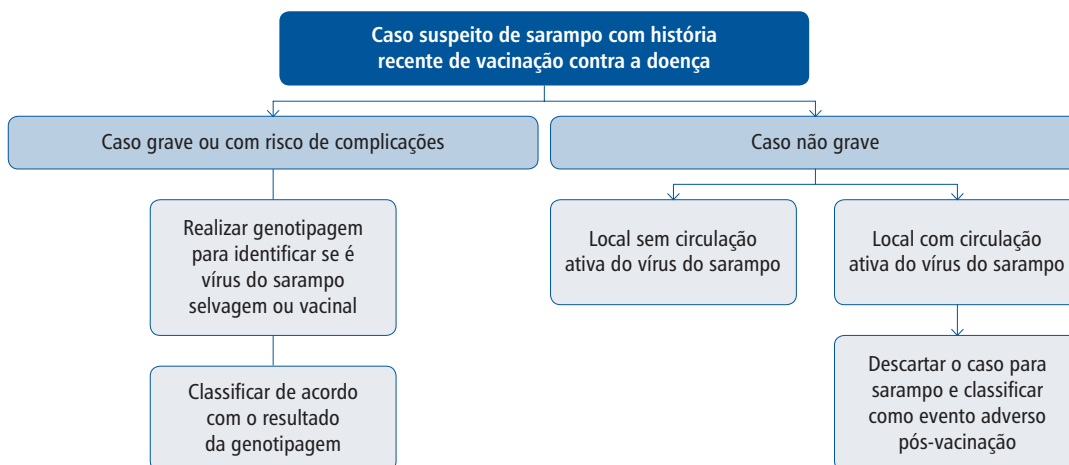 Caso suspeito de sarampo com história
recente de vacinação contra a doença
Caso grave ou com risco de complicações
Caso não grave
Realizar genotipagem
para identificar se é
vírus do sarampo
selvagem ou vacinal
Local sem circulação
ativa do vírus do sarampo
Local com circulação
ativa do vírus do sarampo
Classificar de acordo
com o resultado
da genotipagem
Descartar o caso para
sarampo e classificar
como evento adverso
pós-vacinação